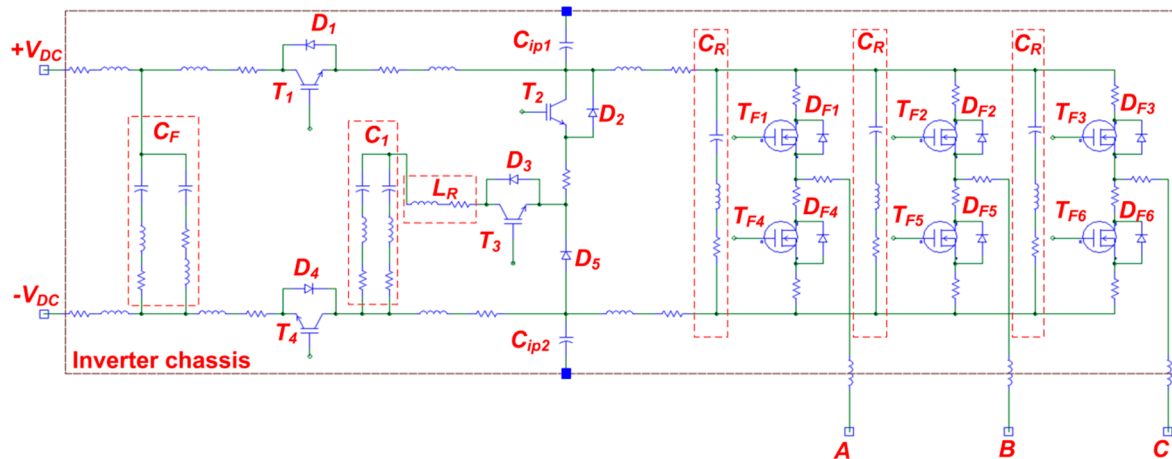 D1
Cip1
CR
CR
CR
+VDC
T1
T2
D2
TF1
DF1
TF2
DF2
TF3
DF3
CF
C1
D3
LR
T3
D5
TF4
DF4
TF5
DF5
TF6
DF6
-VDC
D4
T4
Cip2
Inverter chassis
A
B
C